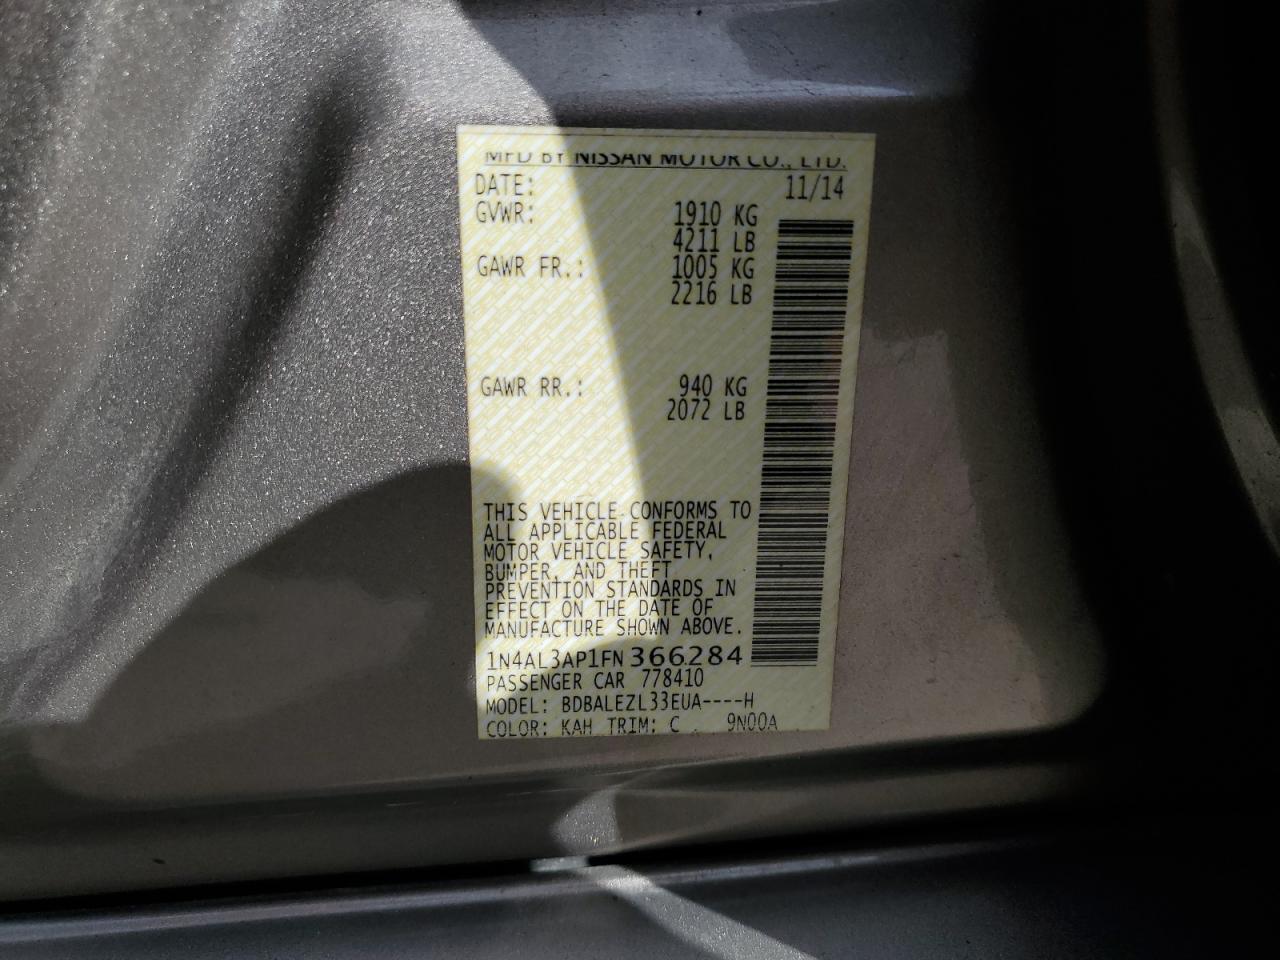 MFD BY NISSAN MOTOR CO., LTD.
DATE: 11/14
GVWR: 1910 KG
4211 LB
GAWR FR.: 1005 KG
2216 LB
GAWR RR.: 940 KG
2072 LB
THIS VEHICLE CONFORMS TO
ALL APPLICABLE FEDERAL
MOTOR VEHICLE SAFETY,
BUMPER, AND THEFT
PREVENTION STANDARDS IN
EFFECT ON THE DATE OF
MANUFACTURE SHOWN ABOVE.
1N4AL3AP1FN366284
PASSENGER CAR 778410
MODEL: BDBALEZL33EUA----H
COLOR: KAH TRIM: C 9N00A